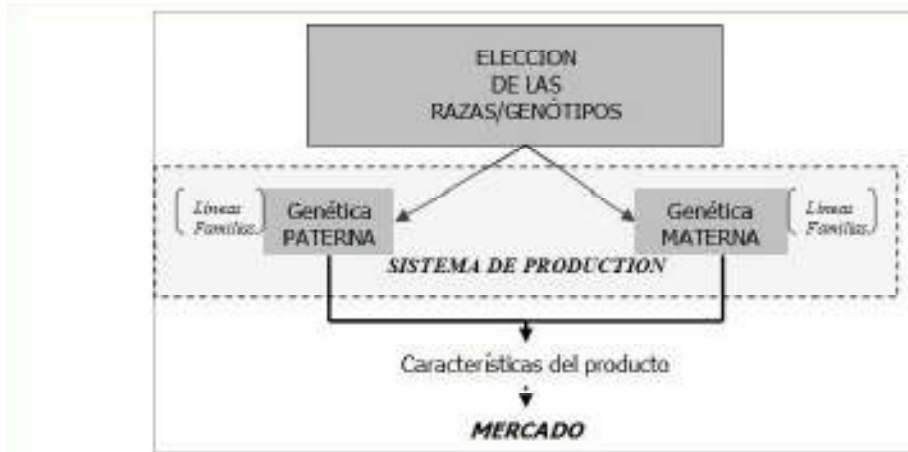 ELECCION
DE LAS
RAZAS/GENÓTIPOS
Líneas
Familias
Genética
PATERNA
Genética
MATERNA
Líneas
Familias
SISTEMA DE PRODUCTION
Características del producto
MERCADO